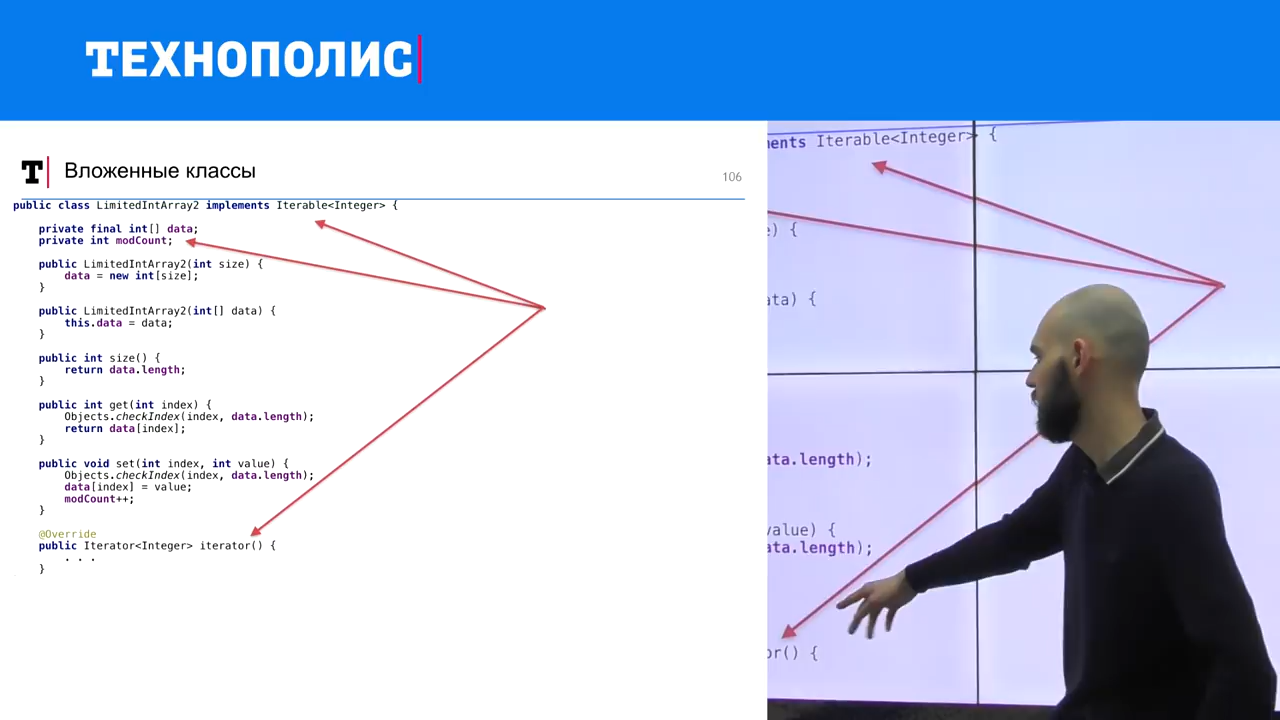 ТЕХНОПОЛИС
T
Вложенные классы
106
public class LimitedIntArray2 implements Iterable<Integer> {
private final int[] data;
private int modCount;
public LimitedIntArray2(int size) {
data = new int[size];
}
public LimitedIntArray2(int[] data) {
this.data = data;
}
public int size() {
return data.length;
}
public int get(int index) {
Objects.checkIndex(index, data.length);
return data[index];
}
public void set(int index, int value) {
Objects.checkIndex(index, data.length);
data[index] = value;
modCount++;
}
@Override
public Iterator<Integer> iterator() {
. . .
}
ments Iterable<Integer> {
e) {
ata) {
ata.length);
value) {
ata.length);
or() {